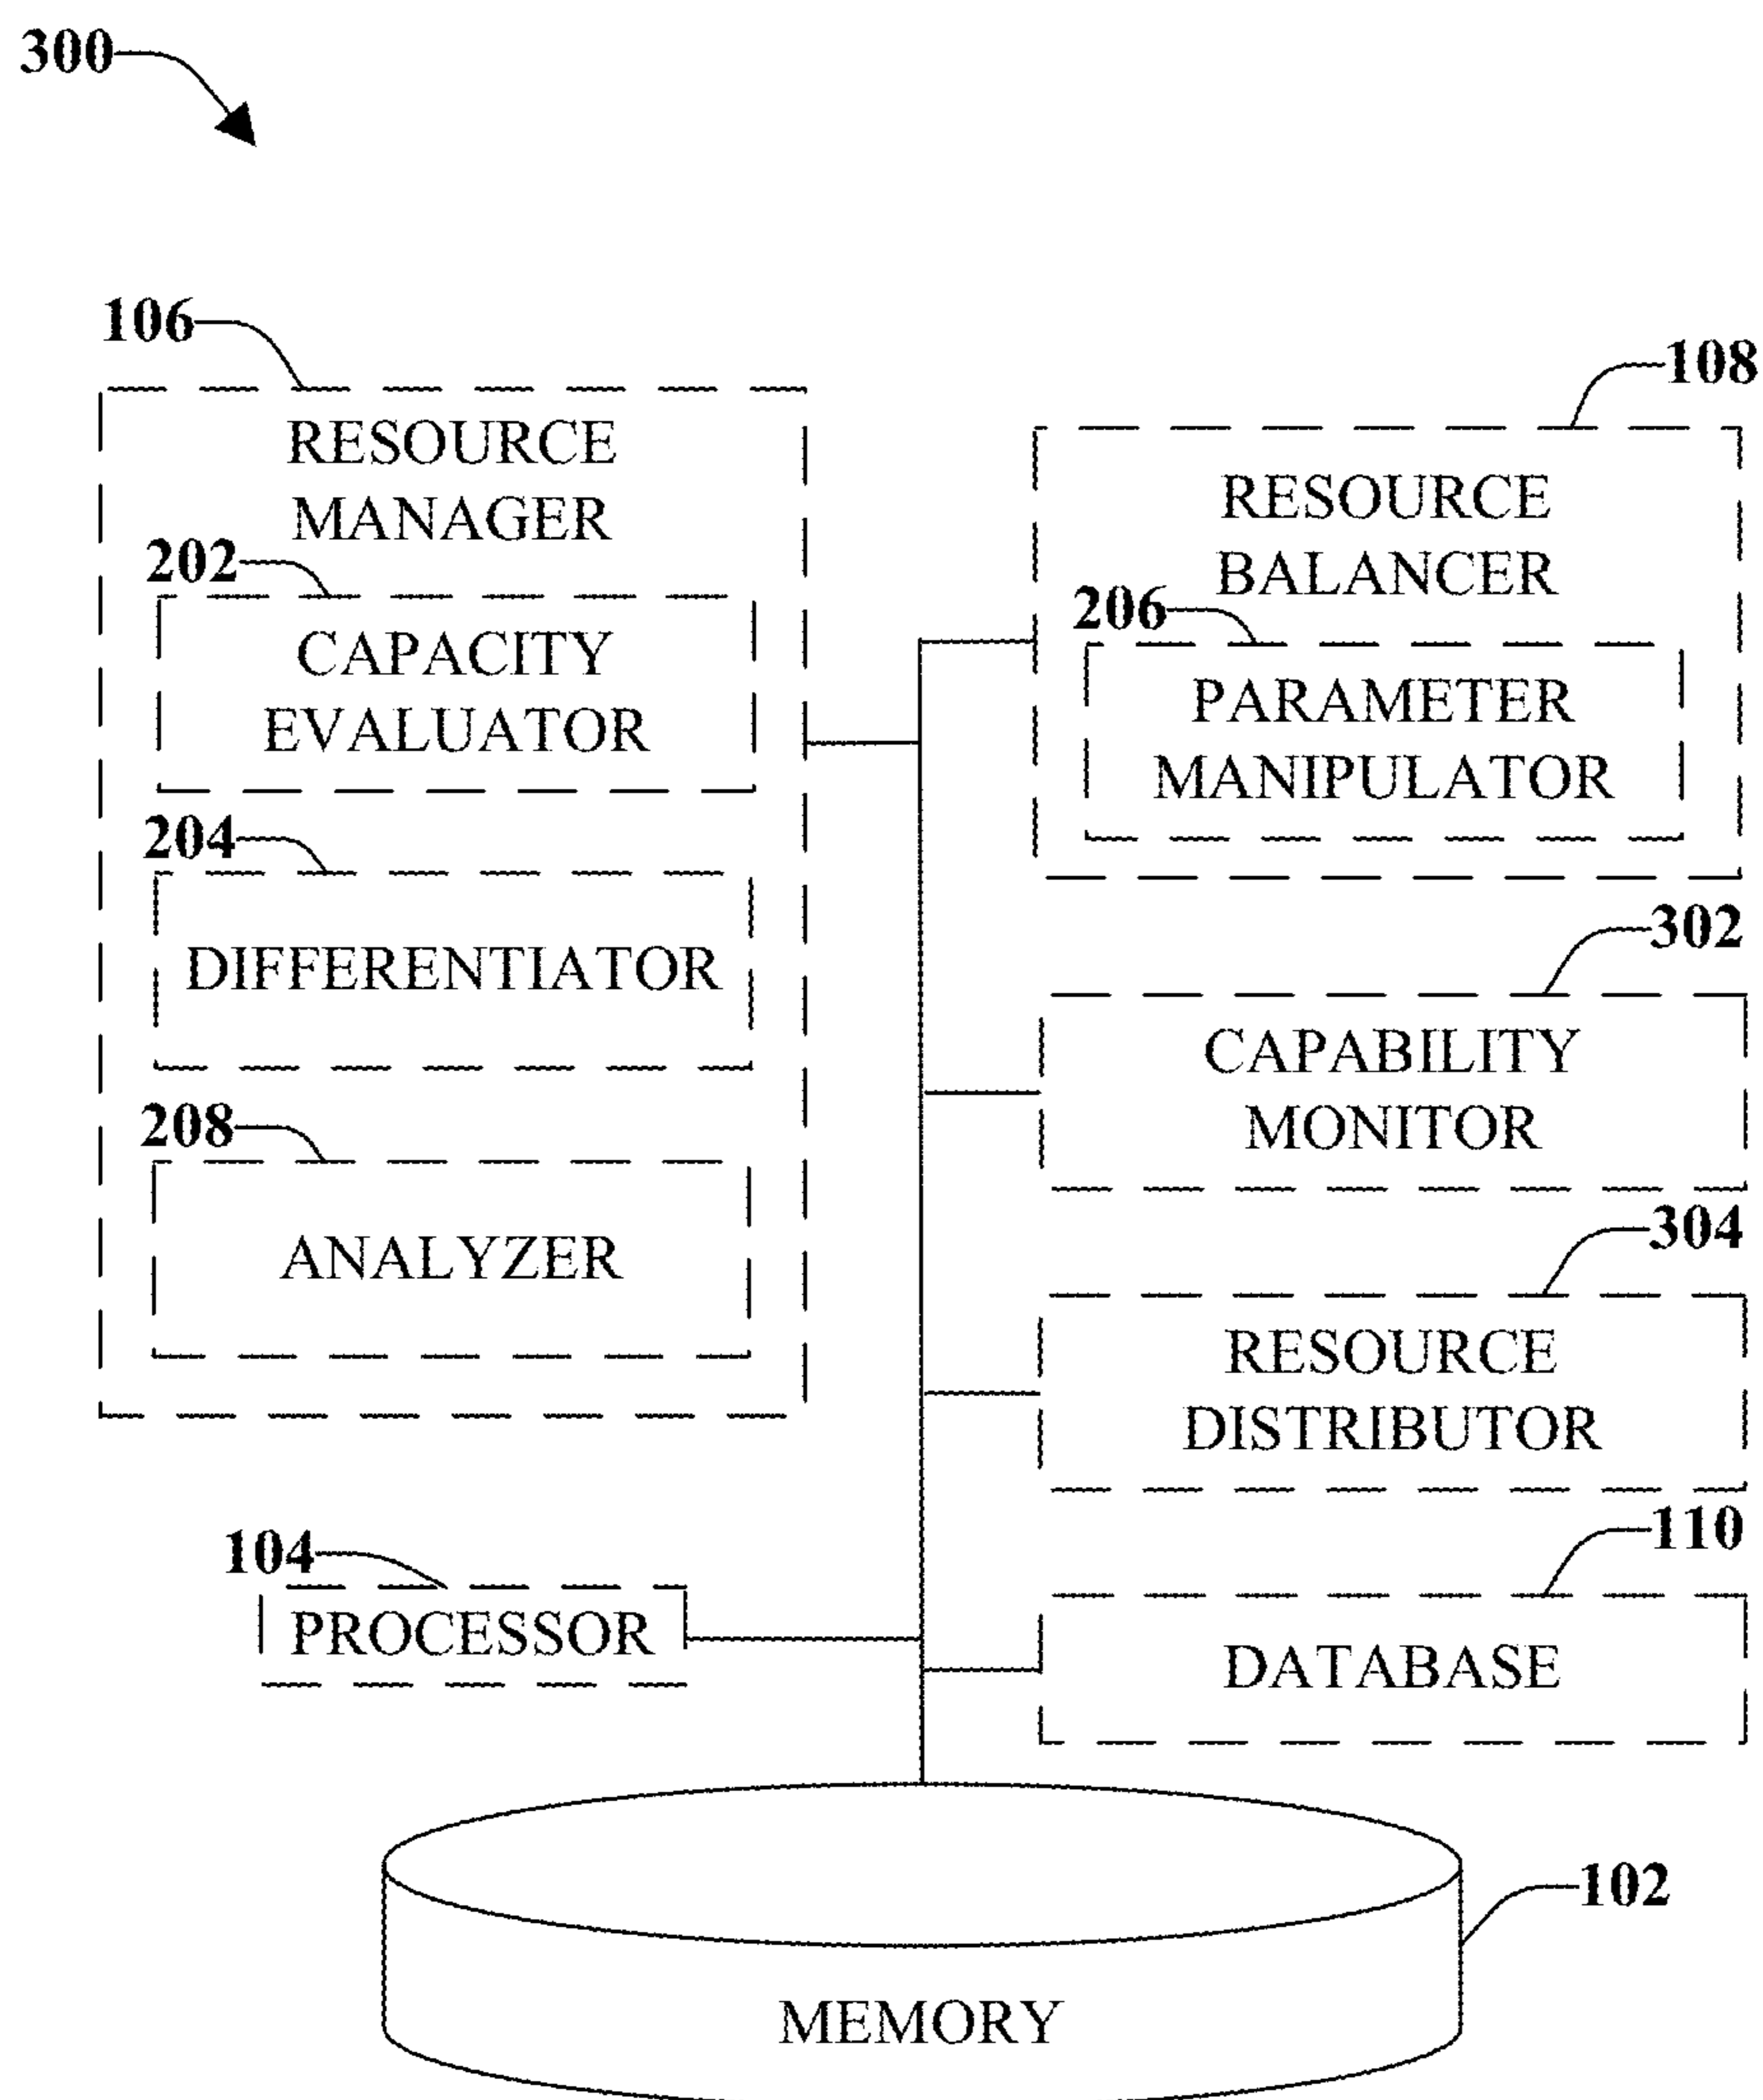 300
106
RESOURCE
MANAGER
202
CAPACITY
EVALUATOR
204
DIFFERENTIATOR
208
ANALYZER
108
RESOURCE
BALANCER
206
PARAMETER
MANIPULATOR
302
CAPABILITY
MONITOR
304
RESOURCE
DISTRIBUTOR
104
PROCESSOR
110
DATABASE
102
MEMORY